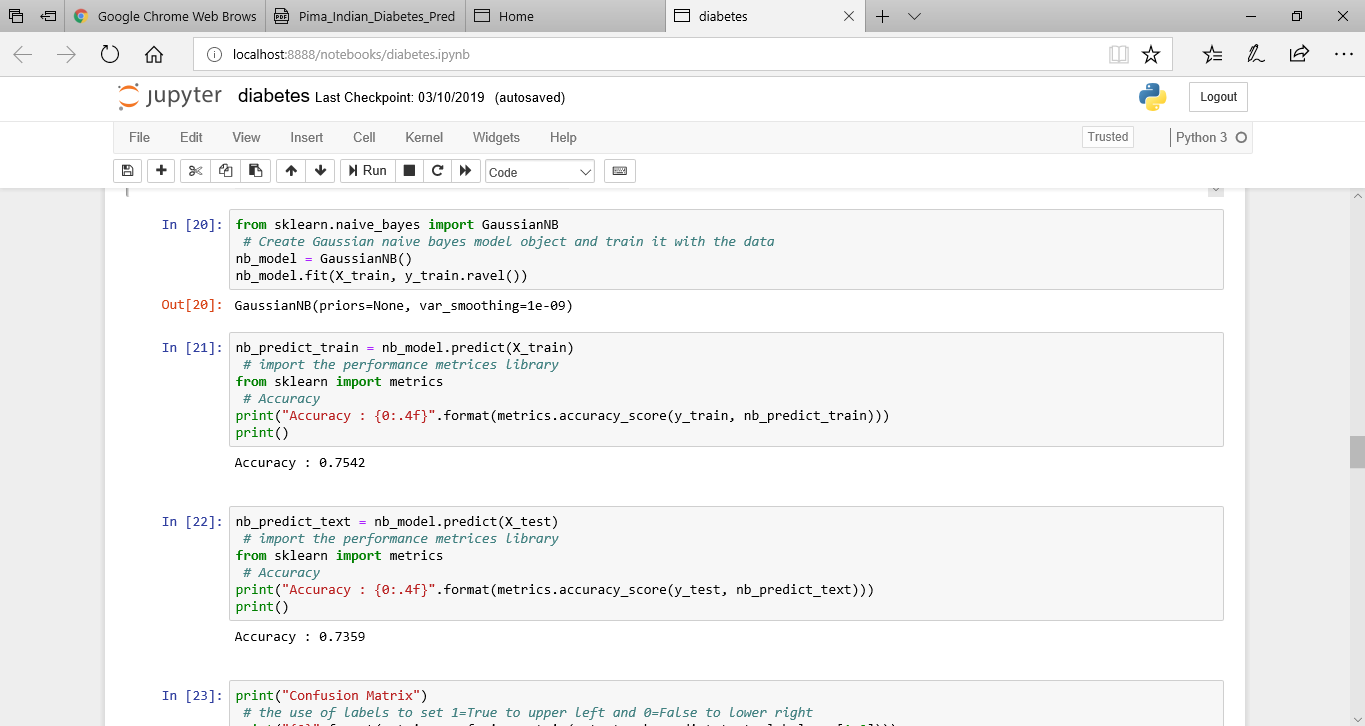 Google Chrome Web Brows
Pima_Indian_Diabetes_Pred
Home
diabetes
localhost:8888/notebooks/diabetes.ipynb
jupyter diabetes Last Checkpoint: 03/10/2019 (autosaved)
Logout
File Edit View Insert Cell Kernel Widgets Help
Trusted
Python 3
Run
Code
In [20]: from sklearn.naive_bayes import GaussianNB
# Create Gaussian naive bayes model object and train it with the data
nb_model = GaussianNB()
nb_model.fit(X_train, y_train.ravel())
Out[20]: GaussianNB(priors=None, var_smoothing=1e-09)
In [21]: nb_predict_train = nb_model.predict(X_train)
# import the performance metrices library
from sklearn import metrics
# Accuracy
print("Accuracy : {0:.4f}".format(metrics.accuracy_score(y_train, nb_predict_train)))
print()
Accuracy : 0.7542
In [22]: nb_predict_text = nb_model.predict(X_test)
# import the performance metrices library
from sklearn import metrics
# Accuracy
print("Accuracy : {0:.4f}".format(metrics.accuracy_score(y_test, nb_predict_text)))
print()
Accuracy : 0.7359
In [23]: print("Confusion Matrix")
# the use of labels to set 1=True to upper left and 0=False to lower right